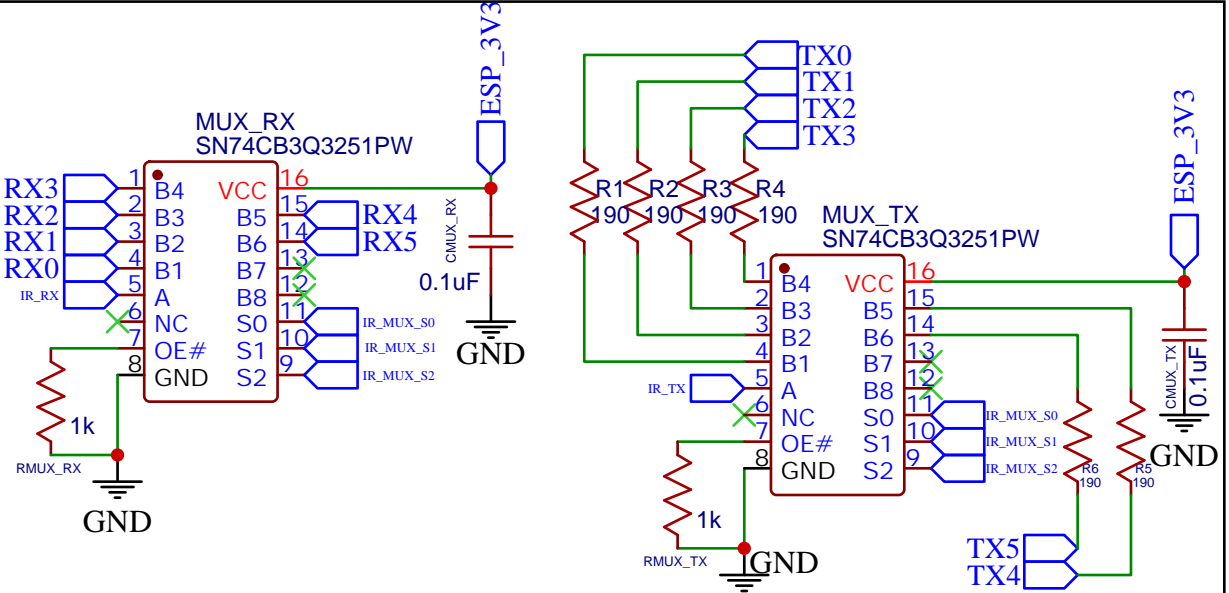 ESP_3V3
MUX_RX
SN74CB3Q3251PW
RX3 1 B4 VCC 16
RX2 2 B3 B5 15 RX4
RX1 3 B2 B6 14 RX5
RX0 4 B1 B7 13
IR_RX 5 A B8 12
6 NC S0 11 IR_MUX_S0
7 OE# S1 10 IR_MUX_S1
8 GND S2 9 IR_MUX_S2
CMUX_RX
0.1uF
GND
1k
RMUX_RX
GND
TX0
TX1
TX2
TX3
R1 R2 R3 R4
190 190 190 190
ESP_3V3
MUX_TX
SN74CB3Q3251PW
1 B4 VCC 16
2 B3 B5 15
3 B2 B6 14
4 B1 B7 13
IR_TX 5 A B8 12
6 NC S0 11 IR_MUX_S0
7 OE# S1 10 IR_MUX_S1
8 GND S2 9 IR_MUX_S2
CMUX_TX
0.1uF
GND
R6 R5
190 190
1k
RMUX_TX
GND
TX5
TX4